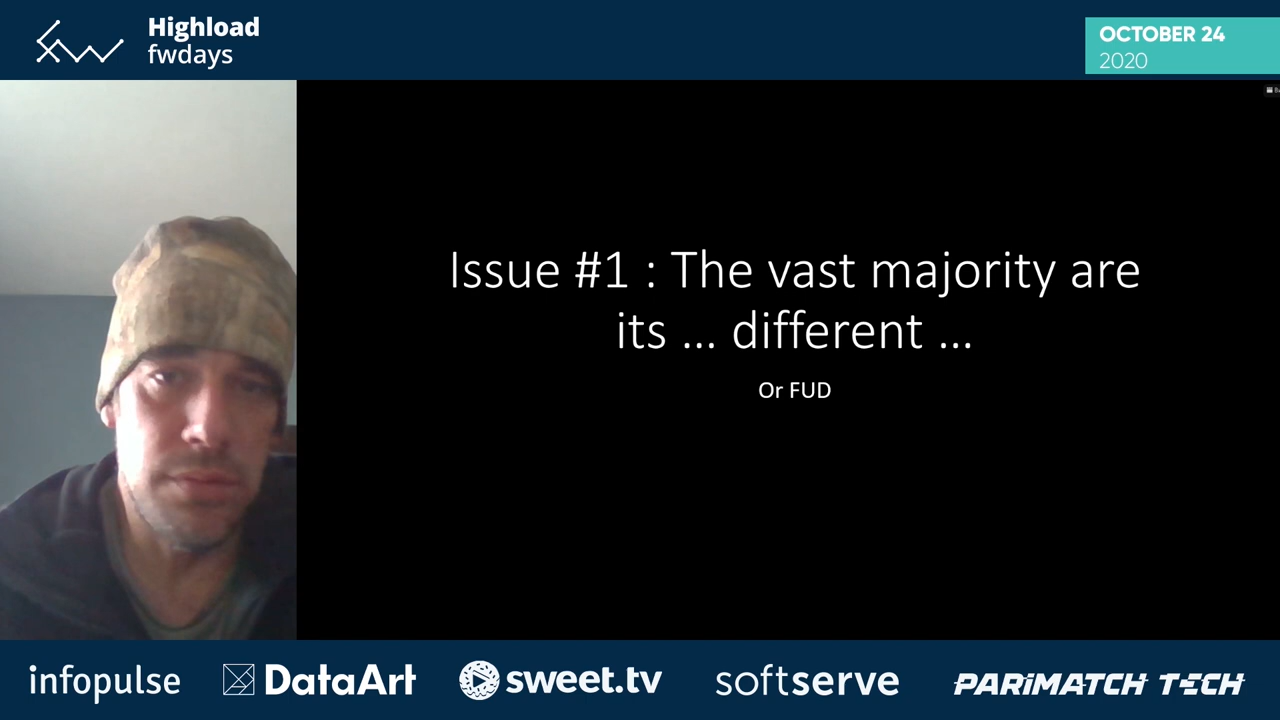 Highload
fwdays
OCTOBER 24
2020
Issue #1 : The vast majority are
its ... different ...
Or FUD
infopulse
DataArt
sweet.tv
softserve
PARIMATCH TECH